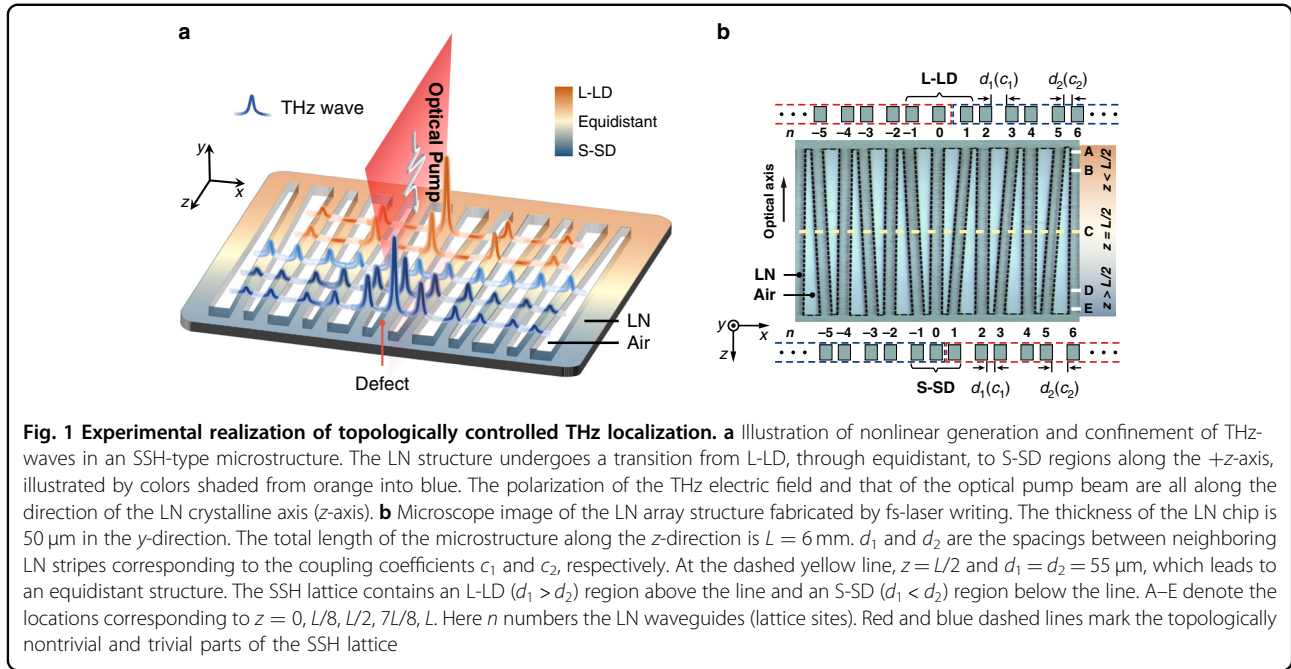 a
THz wave
Optical Pump
L-LD
Equidistant
S-SD
y
x
z
LN
Air
Defect
b
L-LD
d1(c1)
d2(c2)
n −5 −4 −3 −2 −1 0 1 2 3 4 5 6
Optical axis
A
B
C
D
E
z < L/2
z = L/2
z > L/2
LN
Air
y
x
z
n −5 −4 −3 −2 −1 0 1 2 3 4 5 6
S-SD
d1(c1)
d2(c2)
Fig. 1 Experimental realization of topologically controlled THz localization. a Illustration of nonlinear generation and confinement of THz-
waves in an SSH-type microstructure. The LN structure undergoes a transition from L-LD, through equidistant, to S-SD regions along the +z-axis,
illustrated by colors shaded from orange into blue. The polarization of the THz electric field and that of the optical pump beam are all along the
direction of the LN crystalline axis (z-axis). b Microscope image of the LN array structure fabricated by fs-laser writing. The thickness of the LN chip is
50 μm in the y-direction. The total length of the microstructure along the z-direction is L = 6 mm. d1 and d2 are the spacings between neighboring
LN stripes corresponding to the coupling coefficients c1 and c2, respectively. At the dashed yellow line, z = L/2 and d1 = d2 = 55 μm, which leads to
an equidistant structure. The SSH lattice contains an L-LD (d1 > d2) region above the line and an S-SD (d1 < d2) region below the line. A–E denote the
locations corresponding to z = 0, L/8, L/2, 7L/8, L. Here n numbers the LN waveguides (lattice sites). Red and blue dashed lines mark the topologically
nontrivial and trivial parts of the SSH lattice